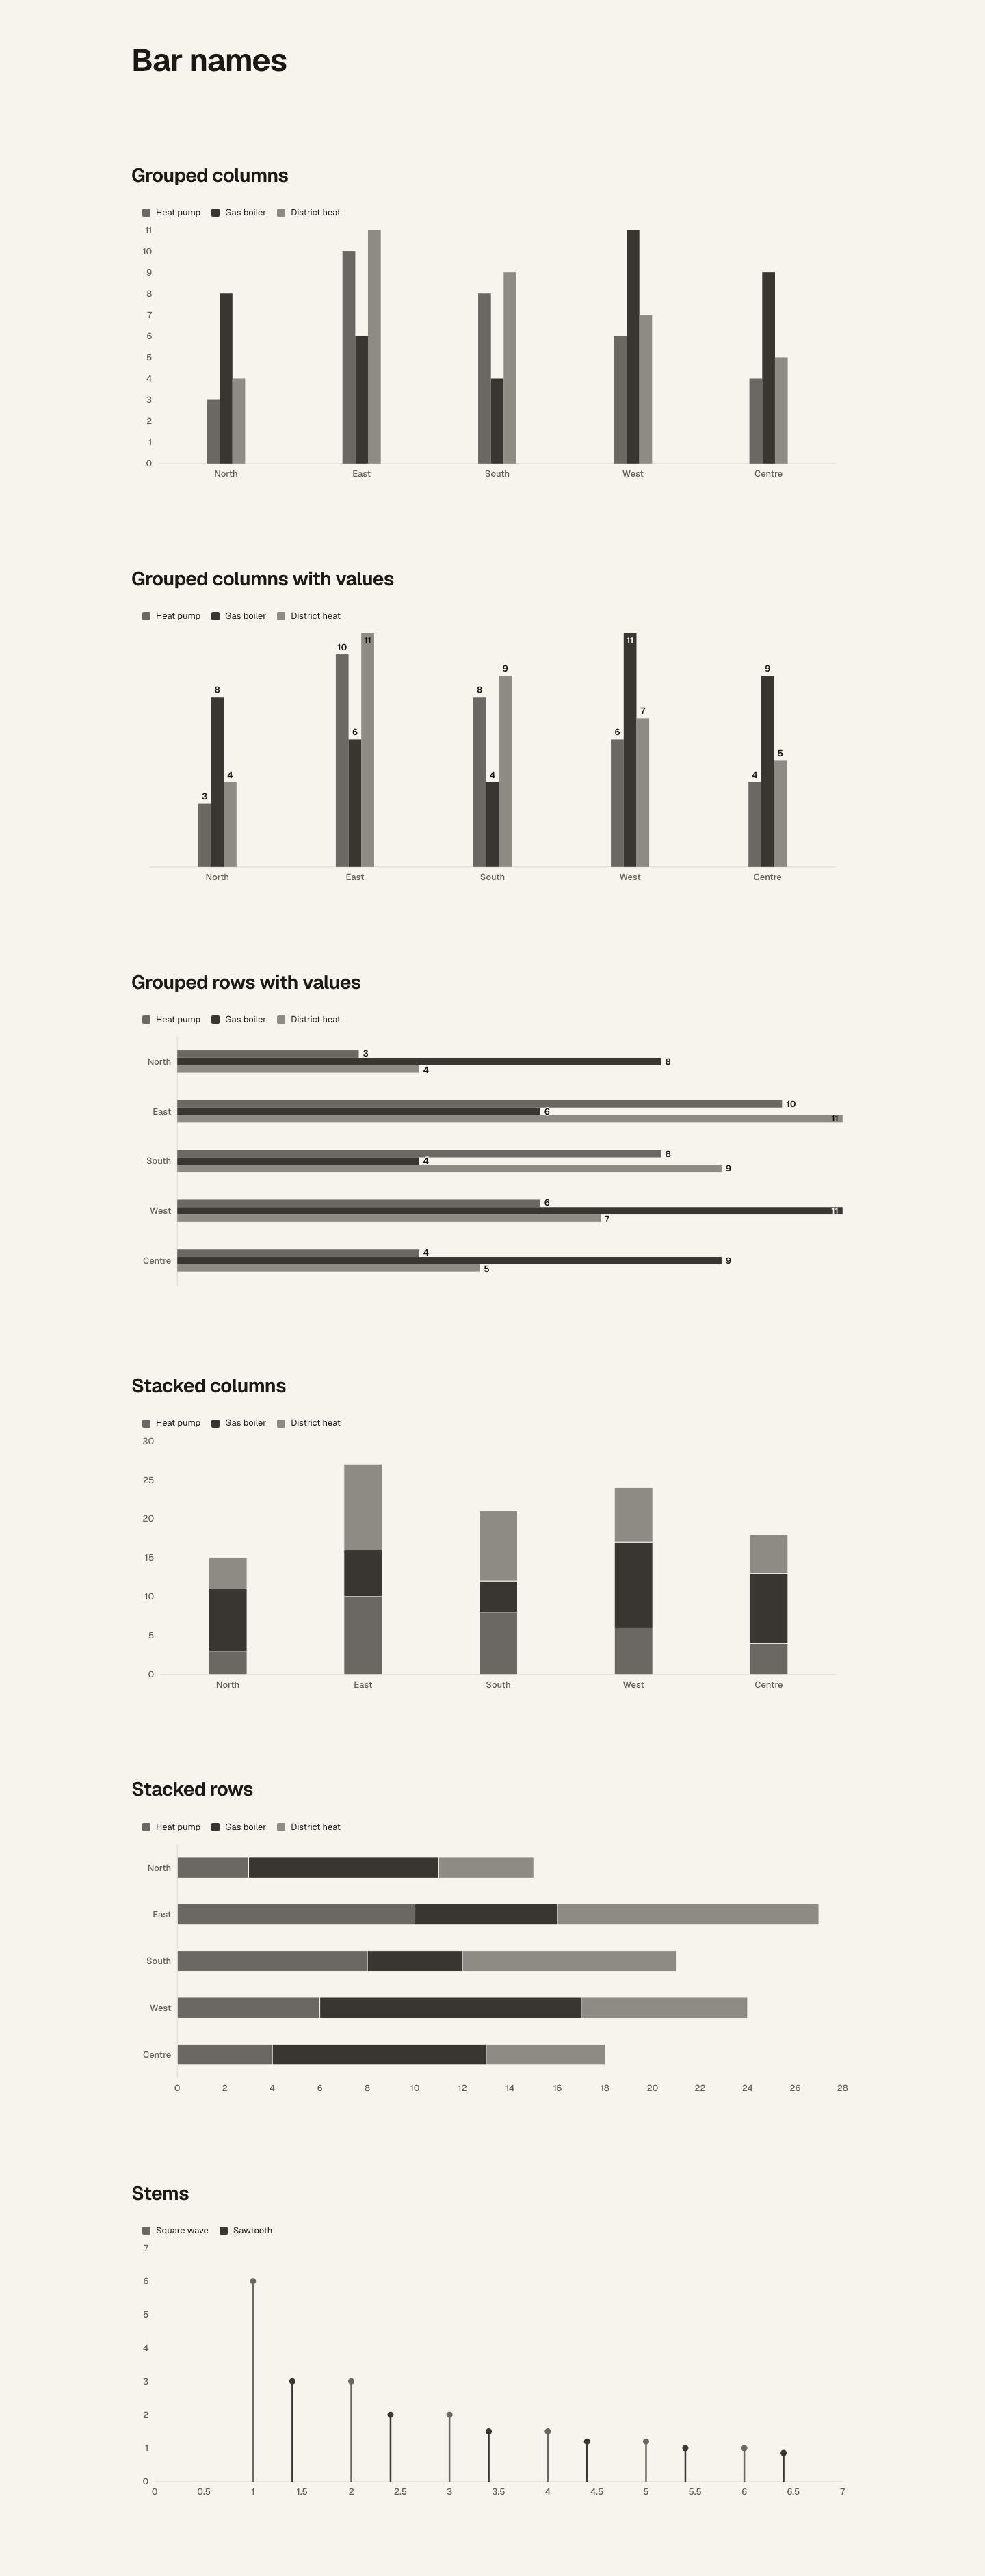 Bar names
Grouped columns
Heat pump Gas boiler District heat
11
10
9
8
7
6
5
4
3
2
1
0
North East South West Centre
Grouped columns with values
Heat pump Gas boiler District heat
3 8 4 10 6 11 8 4 9 6 11 7 4 9 5
North East South West Centre
Grouped rows with values
Heat pump Gas boiler District heat
North 3 8 4
East 10 6 11
South 8 4 9
West 6 11 7
Centre 4 9 5
Stacked columns
Heat pump Gas boiler District heat
30
25
20
15
10
5
0
North East South West Centre
Stacked rows
Heat pump Gas boiler District heat
North
East
South
West
Centre
0 2 4 6 8 10 12 14 16 18 20 22 24 26 28
Stems
Square wave Sawtooth
7
6
5
4
3
2
1
0
0 0.5 1 1.5 2 2.5 3 3.5 4 4.5 5 5.5 6 6.5 7